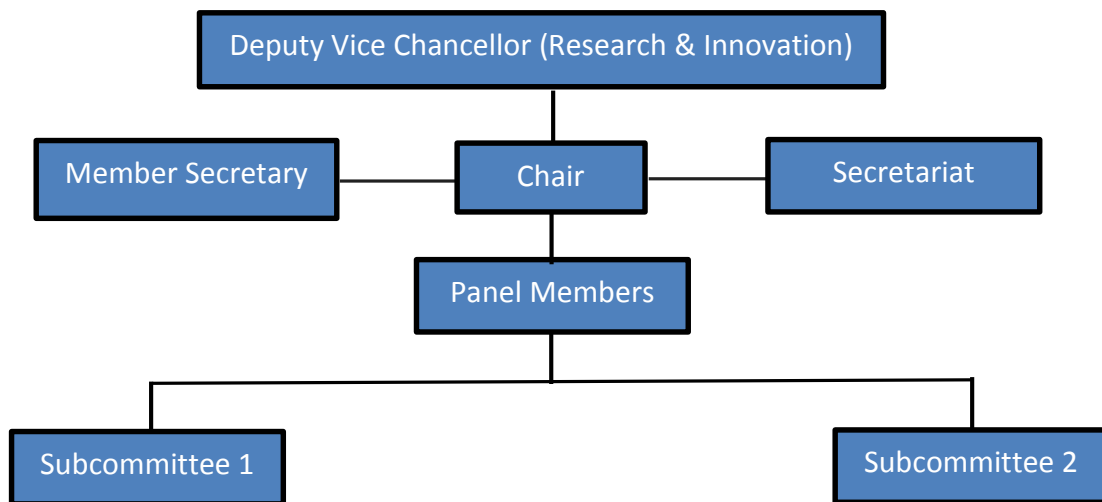 Deputy Vice Chancellor (Research & Innovation)
Member Secretary
Chair
Secretariat
Panel Members
Subcommittee 1
Subcommittee 2